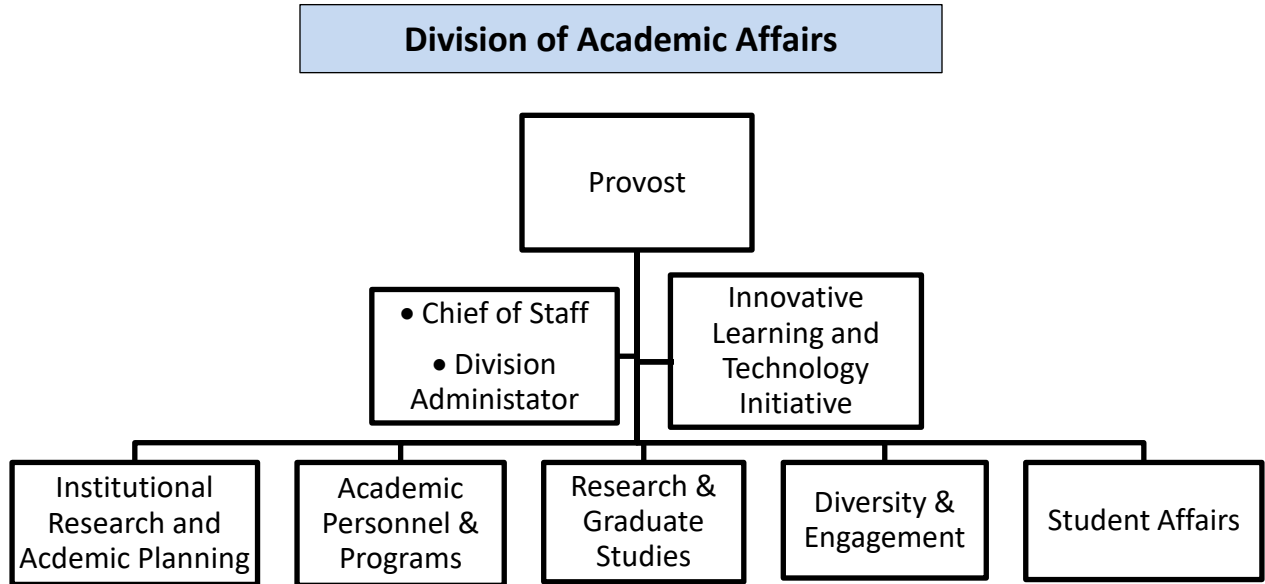 Division of Academic Affairs
Provost
• Chief of Staff
• Division
Administator
Innovative
Learning and
Technology
Initiative
Institutional
Research and
Acdemic Planning
Academic
Personnel &
Programs
Research &
Graduate
Studies
Diversity &
Engagement
Student Affairs